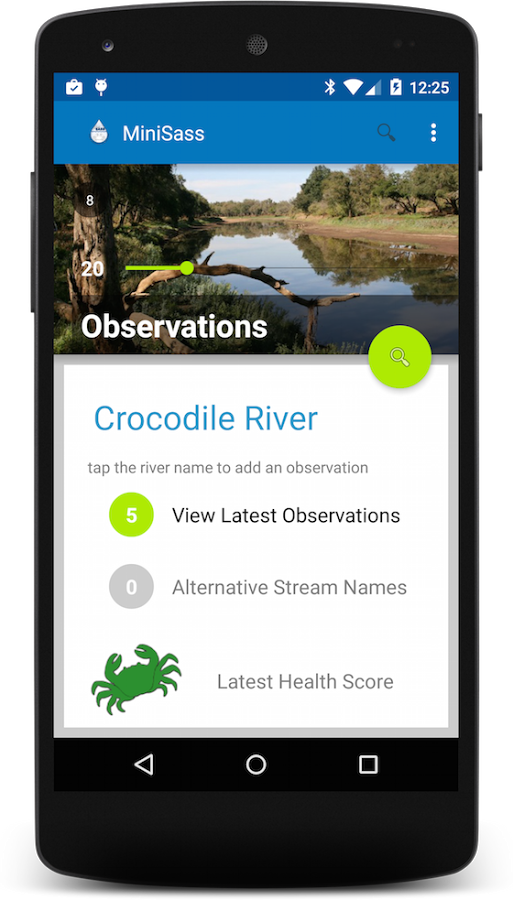 12:25
MiniSass
8
20
Observations
Crocodile River
tap the river name to add an observation
5 View Latest Observations
0 Alternative Stream Names
Latest Health Score